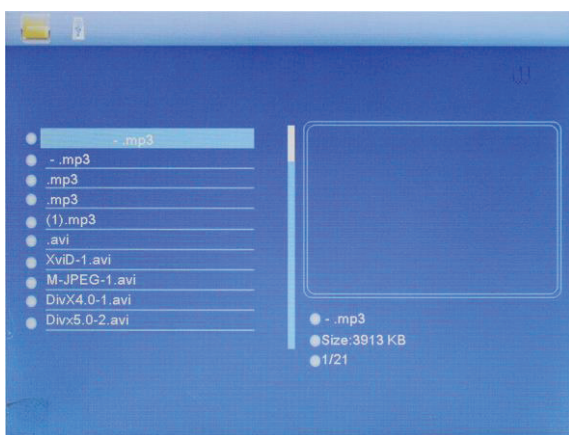 - .mp3
- .mp3
.mp3
.mp3
(1).mp3
.avi
XviD-1.avi
M-JPEG-1.avi
DivX4.0-1.avi
Divx5.0-2.avi
- .mp3
Size:3913 KB
1/21